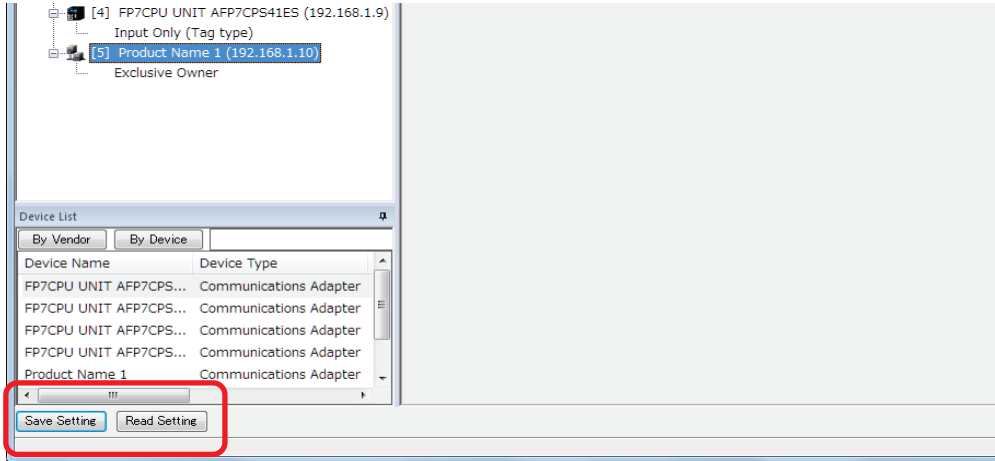 [4] FP7CPU UNIT AFP7CPS41ES (192.168.1.9)
Input Only (Tag type)
[5] Product Name 1 (192.168.1.10)
Exclusive Owner
Device List
By Vendor By Device
Device Name Device Type
FP7CPU UNIT AFP7CPS... Communications Adapter
FP7CPU UNIT AFP7CPS... Communications Adapter
FP7CPU UNIT AFP7CPS... Communications Adapter
FP7CPU UNIT AFP7CPS... Communications Adapter
Product Name 1 Communications Adapter
Save Setting Read Setting